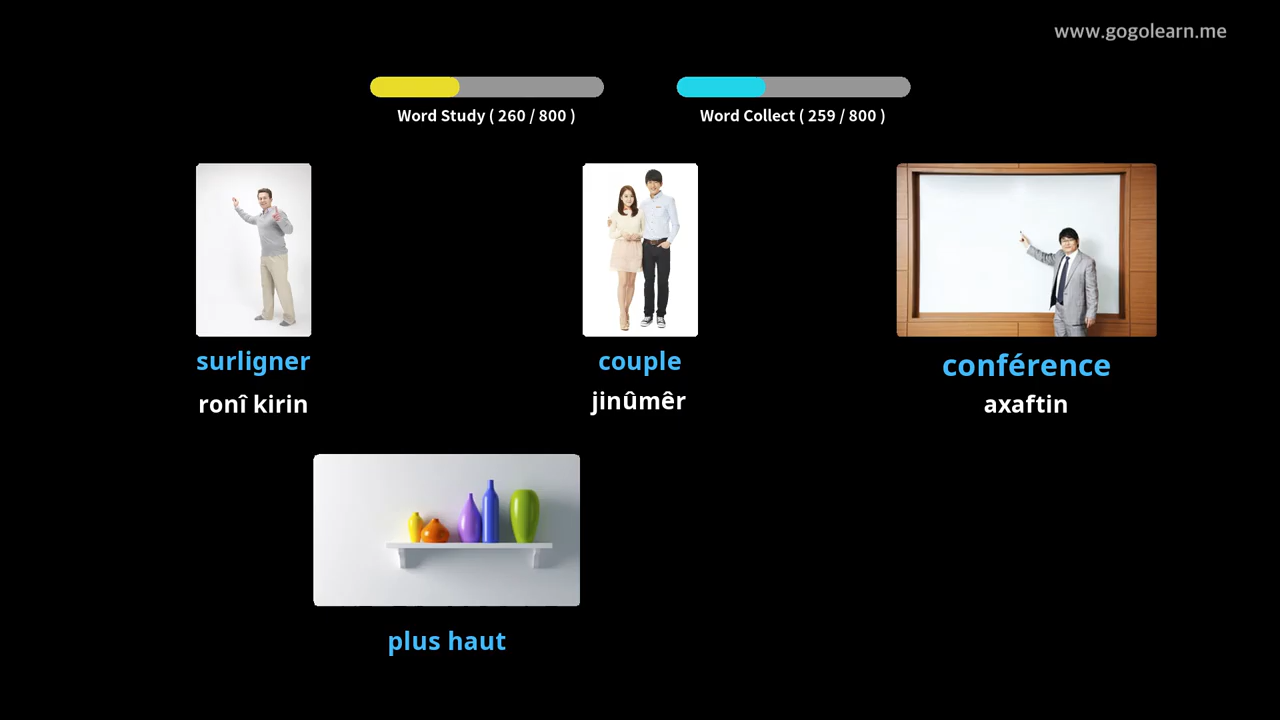 www.gogolearn.me
Word Study ( 260 / 800 )
Word Collect ( 259 / 800 )
surligner
couple
conférence
ronî kirin
jinûmêr
axaftin
plus haut